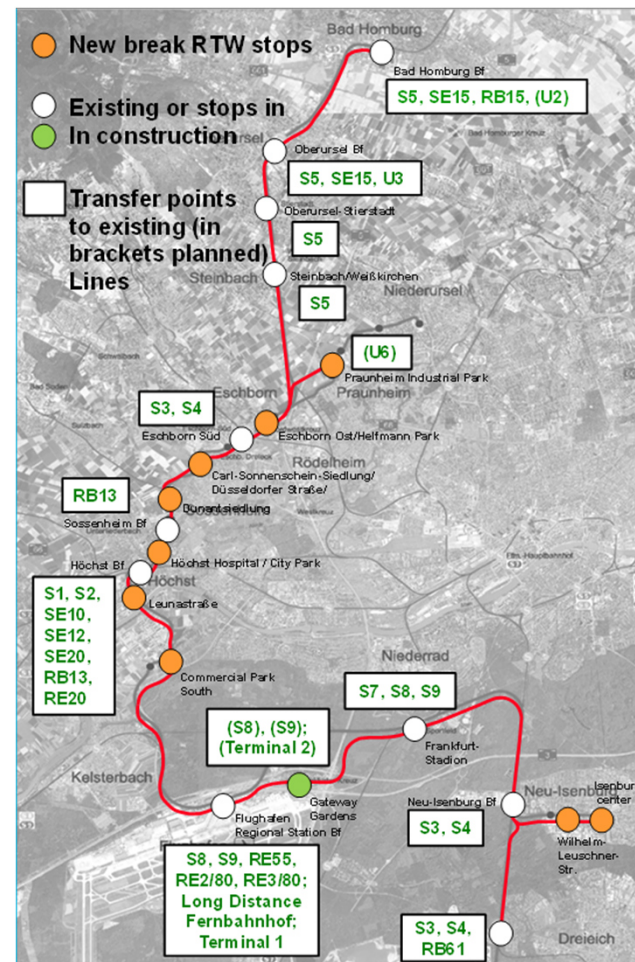 New break RTW stops
Existing or stops in
In construction
Transfer points
to existing (in
brackets planned)
Lines
Bad Homburg
Bad Homburg Bf
S5, SE15, RB15, (U2)
Bad Homburger Kreuz
Oberursel Bf
S5, SE15, U3
Oberursel-Stierstadt
S5
Steinbach
Steinbach/Weißkirchen
S5
Niederursel
(U6)
Praunheim Industrial Park
Eschborn
Praunheim
S3, S4
Eschborn Süd
Eschborn Ost/Helfmann Park
Rödelheim
Carl-Sonnenschein-Siedlung/
Düsseldorfer Straße/
Dunantsiedlung
RB13
Sossenheim
Sossenheim Bf
Höchst Hospital / City Park
Höchst Bf
Höchst
Leunastraße
S1, S2,
SE10,
SE12,
SE20,
RB13,
RE20
Commercial Park
South
Niederrad
S7, S8, S9
(S8), (S9);
(Terminal 2)
Frankfurt-
Stadion
Kelsterbach
Gateway
Gardens
Flughafen
Regional Station Bf
S8, S9, RE55,
RE2/80, RE3/80;
Long Distance
Fernbahnhof;
Terminal 1
Neu-Isenburg
Neu-Isenburg Bf
Isenbur
center
S3, S4
Wilhelm-
Leuschner-
Str.
S3, S4,
RB61
Dreieich